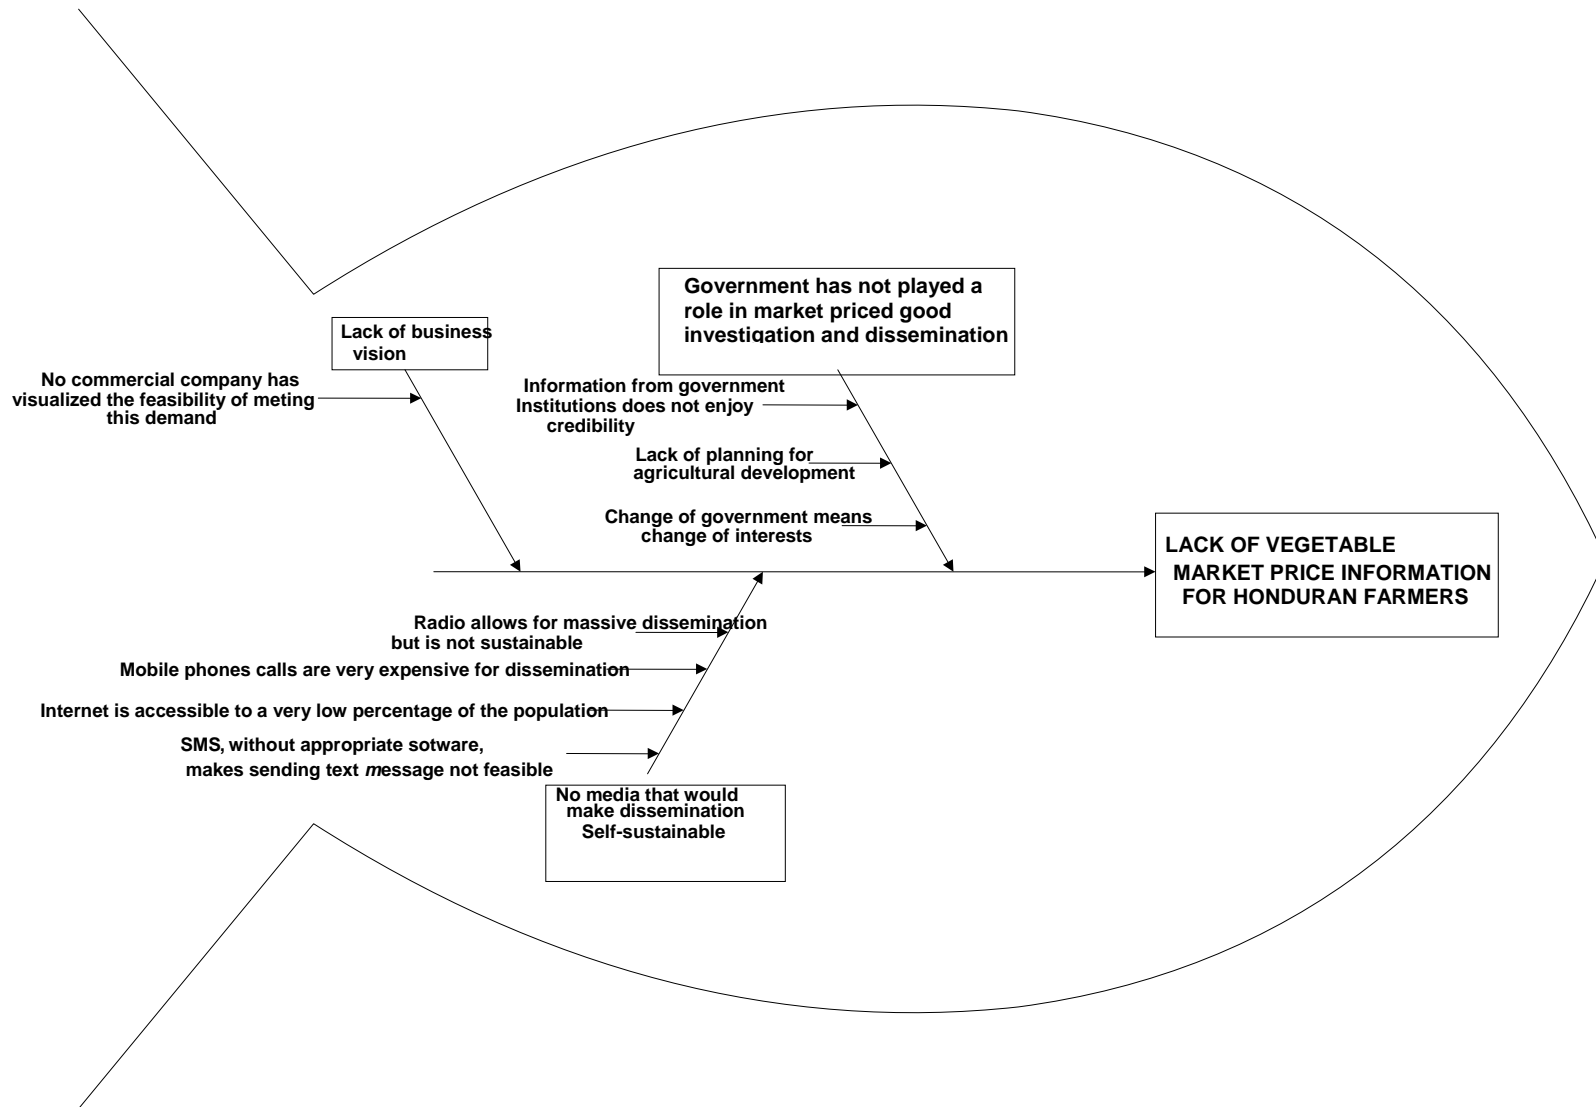 Government has not played a
role in market priced good
investigation and dissemination
Lack of business
vision
No commercial company has
visualized the feasibility of meting
this demand
Information from government
Institutions does not enjoy
credibility
Lack of planning for
agricultural development
Change of government means
change of interests
LACK OF VEGETABLE
MARKET PRICE INFORMATION
FOR HONDURAN FARMERS
Radio allows for massive dissemination
but is not sustainable
Mobile phones calls are very expensive for dissemination
Internet is accessible to a very low percentage of the population
SMS, without appropriate sotware,
makes sending text message not feasible
No media that would
make dissemination
Self-sustainable